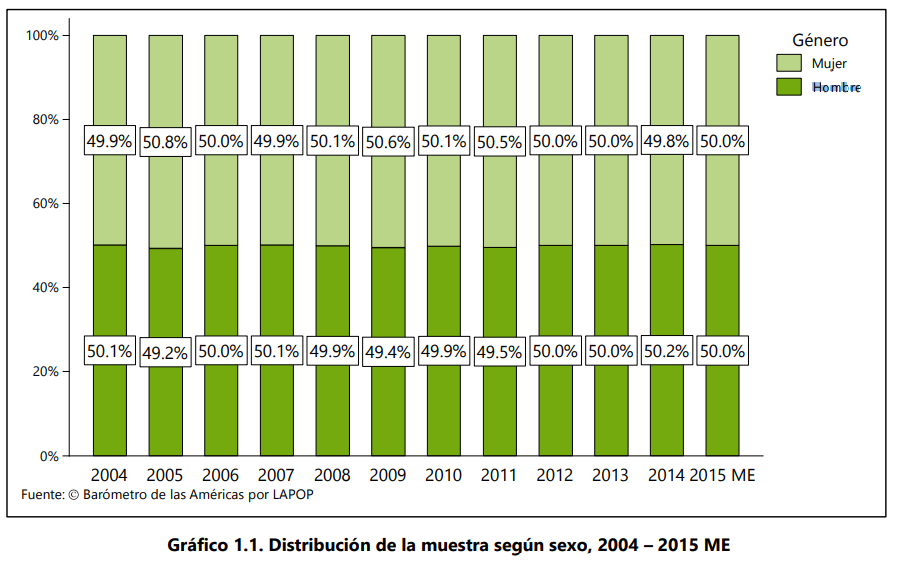 Género
Mujer
Hombre
100%
80%
60%
40%
20%
0%
49.9% 50.8% 50.0% 49.9% 50.1% 50.6% 50.1% 50.5% 50.0% 50.0% 49.8% 50.0%
50.1% 49.2% 50.0% 50.1% 49.9% 49.4% 49.9% 49.5% 50.0% 50.0% 50.2% 50.0%
2004 2005 2006 2007 2008 2009 2010 2011 2012 2013 2014 2015 ME
Fuente: © Barómetro de las Américas por LAPOP
Gráfico 1.1. Distribución de la muestra según sexo, 2004 – 2015 ME